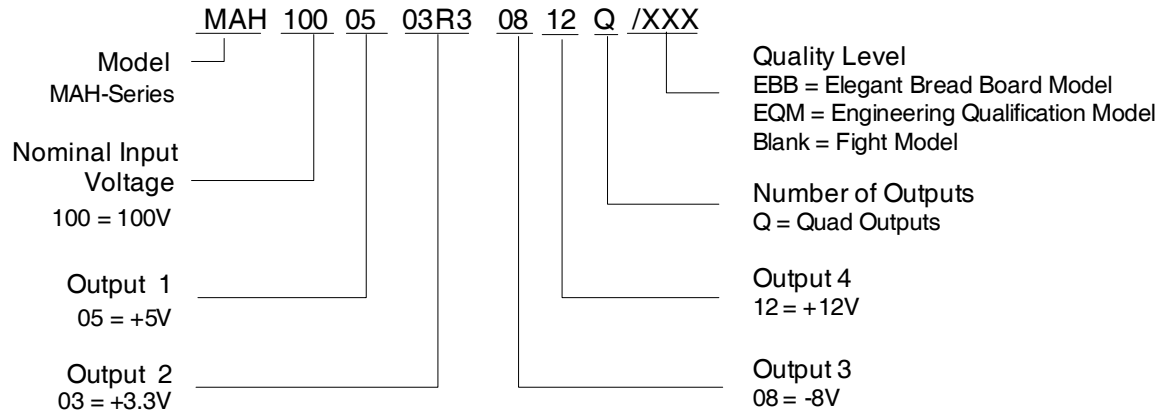 MAH 100 05 03R3 08 12 Q /XXX
Model
MAH-Series
Nominal Input
Voltage
100 = 100V
Output 1
05 = +5V
Output 2
03 = +3.3V
Quality Level
EBB = Elegant Bread Board Model
EQM = Engineering Qualification Model
Blank = Fight Model
Number of Outputs
Q = Quad Outputs
Output 4
12 = +12V
Output 3
08 = -8V